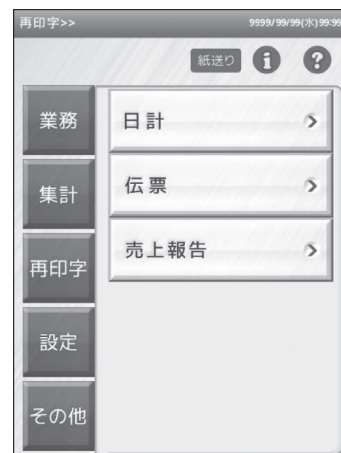 再印字>> 9999/99/99(水)99:99
紙送り i ?
業務
集計
再印字
設定
その他
日計 >
伝票 >
売上報告 >